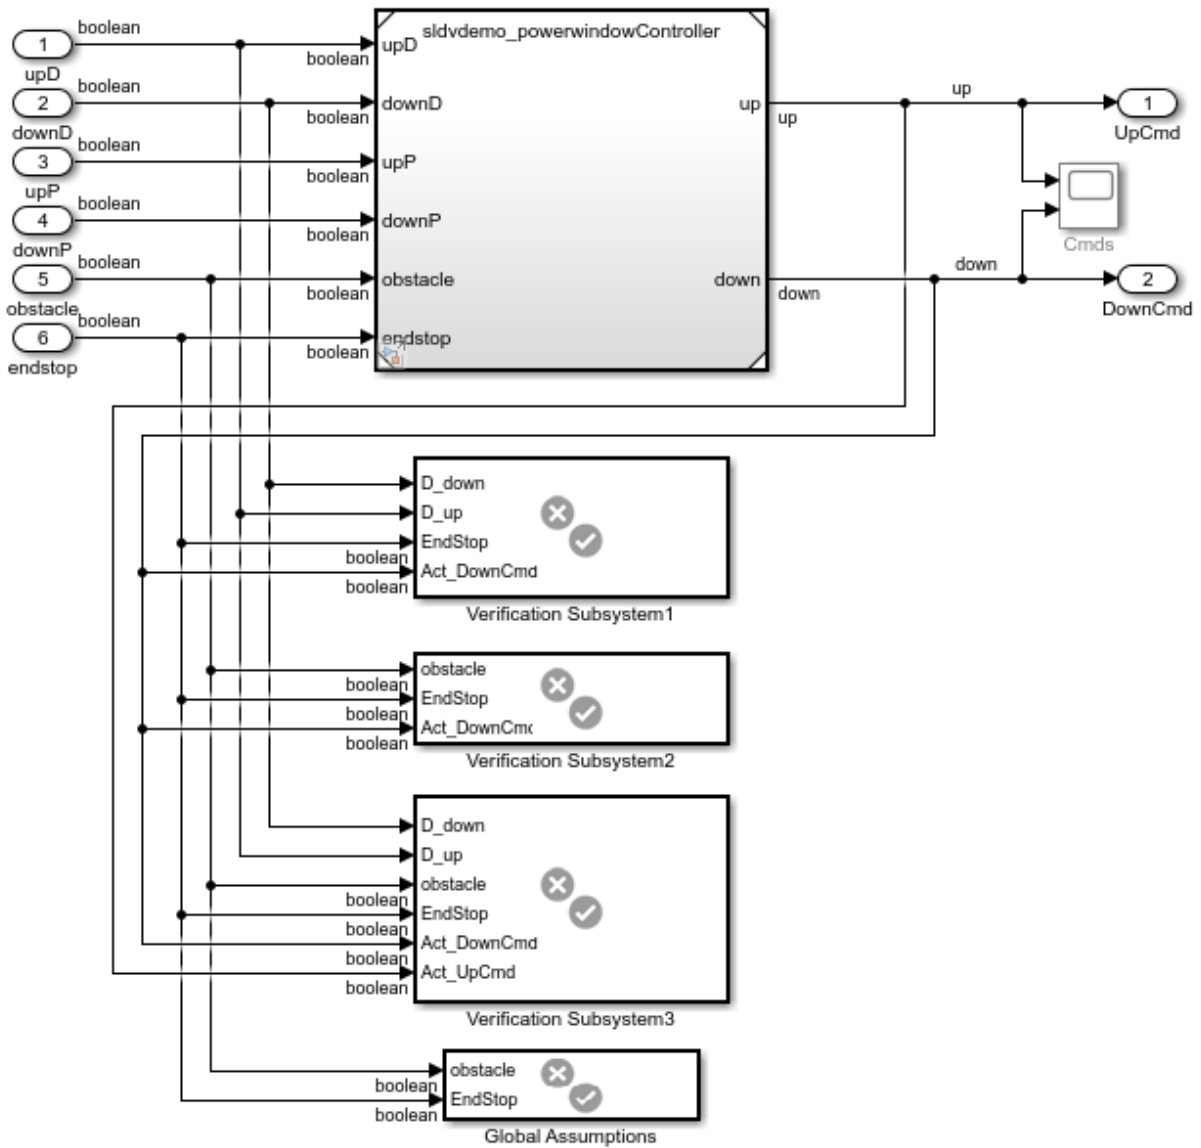 boolean
1
upD
boolean
2
downD
boolean
3
upP
boolean
4
downP
boolean
5
obstacle
boolean
6
endstop
sldvdemo_powerwindowController
upD
boolean
downD
boolean
upP
boolean
downP
boolean
obstacle
boolean
endstop
boolean
up
up
up
1
UpCmd
Cmds
down
down
down
2
DownCmd
D_down
D_up
EndStop
boolean
Act_DownCmd
boolean
Verification Subsystem1
obstacle
boolean
EndStop
boolean
Act_DownCmc
boolean
Verification Subsystem2
D_down
D_up
obstacle
boolean
EndStop
boolean
Act_DownCmd
boolean
Act_UpCmd
boolean
Verification Subsystem3
obstacle
boolean
EndStop
boolean
Global Assumptions